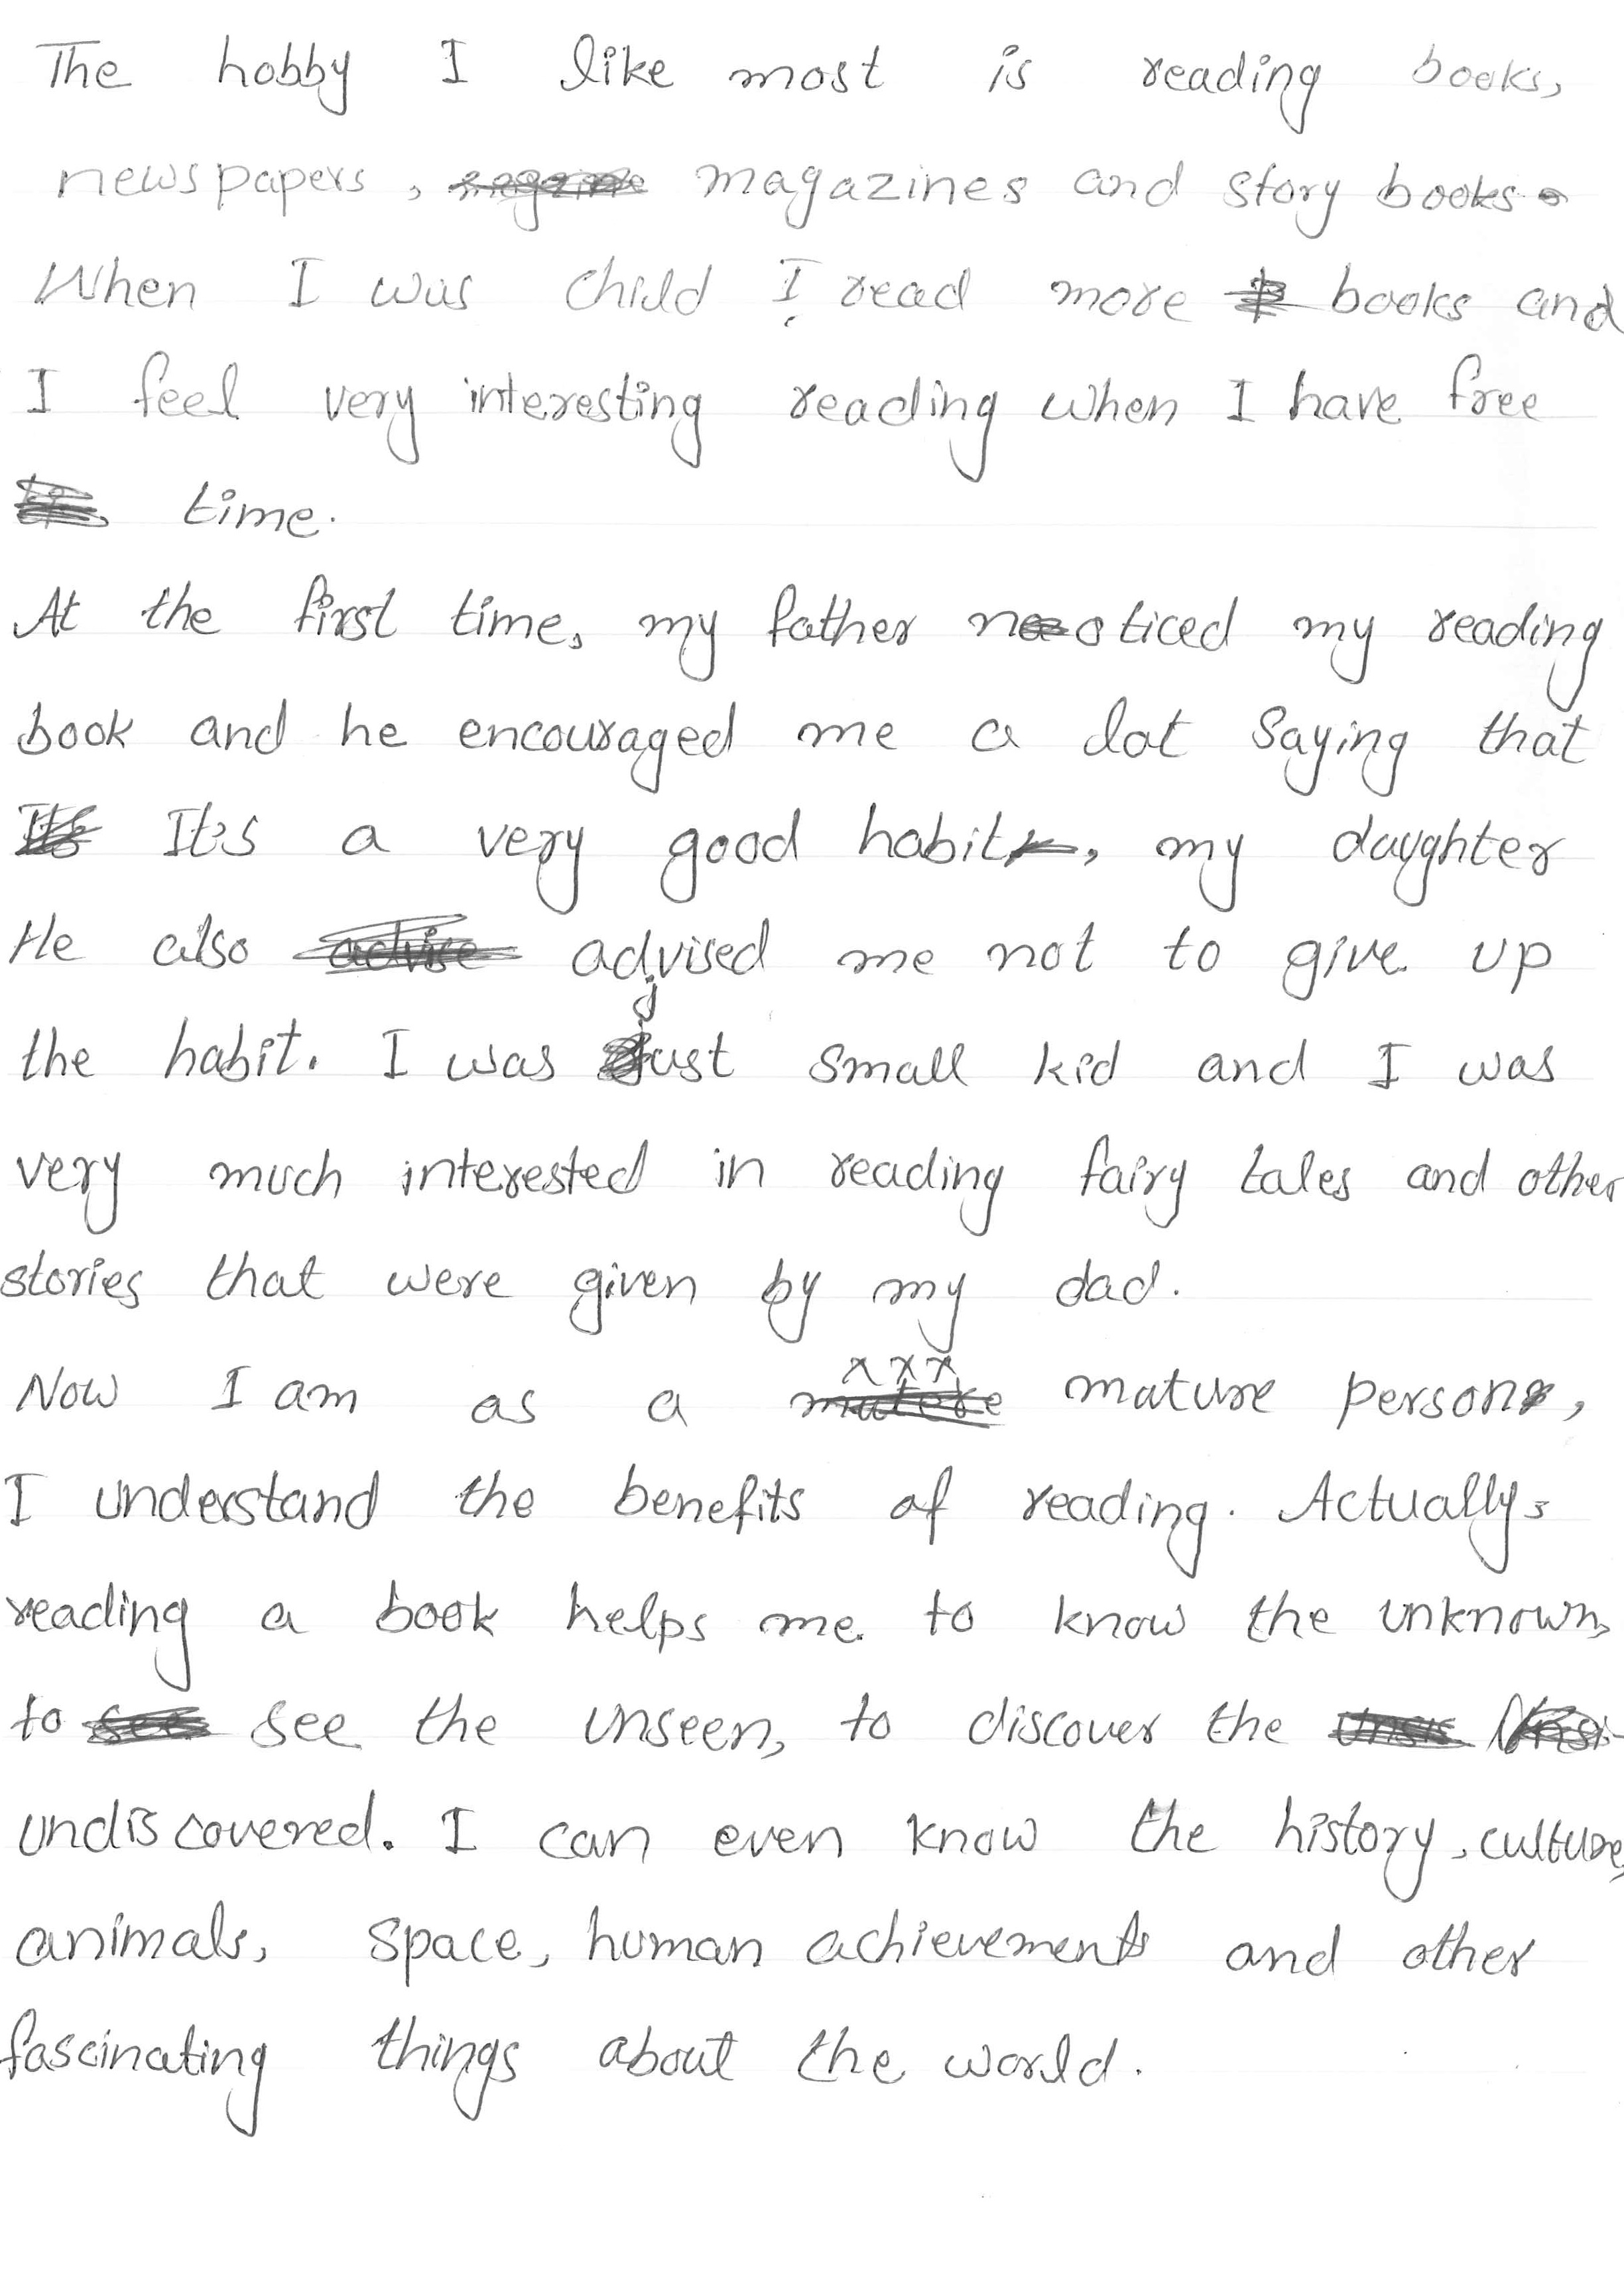 The hobby I like most is reading books,
newspapers, magazines and story books.
When I was child I read more books and
I feel very interesting reading when I have free
time.
At the first time, my father noticed my reading
book and he encouraged me a lot saying that
It's a very good habit, my daughter
He also advised me not to give up
the habit. I was just small kid and I was
very much interested in reading fairy tales and other
stories that were given by my dad.
Now I am as a mature person,
I understand the benefits of reading. Actually,
reading a book helps me to know the unknown,
to see the unseen, to discover the
undiscovered. I can even know the history, culture,
animals, space, human achievements and other
fascinating things about the world.